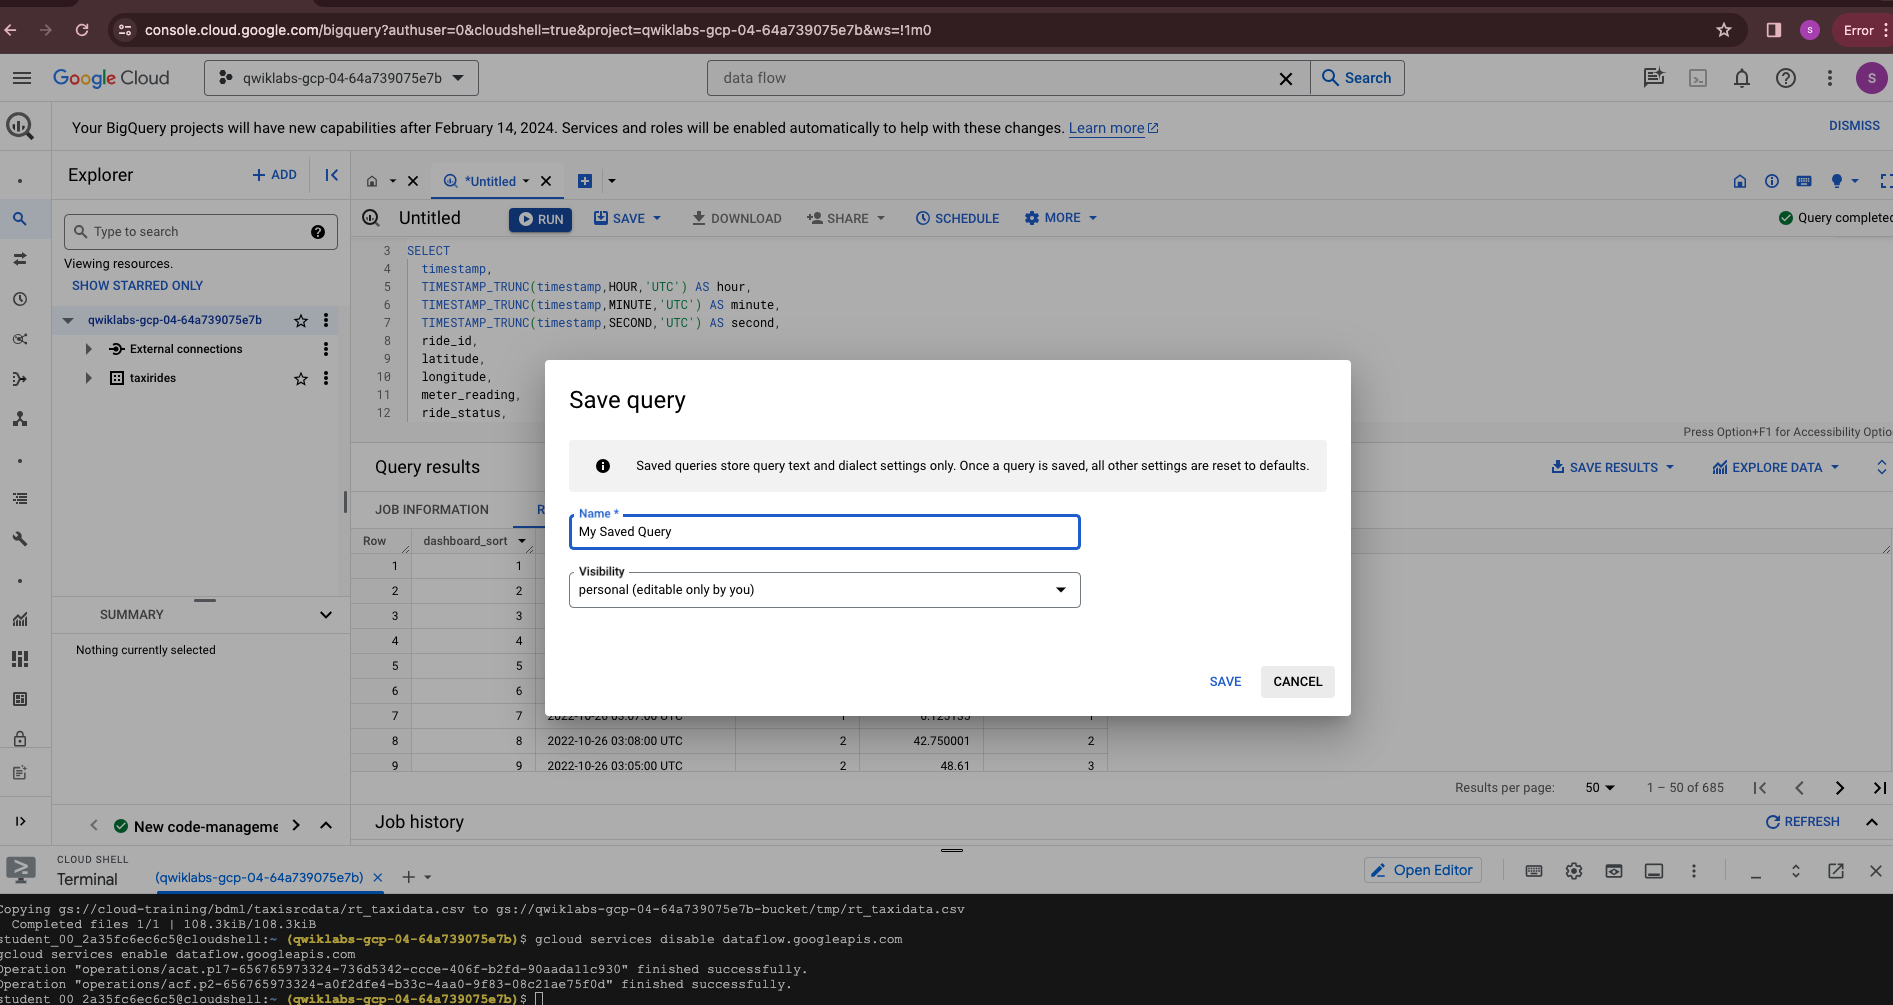 console.cloud.google.com/bigquery?authuser=0&cloudshell=true&project=qwiklabs-gcp-04-64a739075e7b&ws=!1m0
S
Error
Google Cloud
qwiklabs-gcp-04-64a739075e7b
data flow
Search
S
Your BigQuery projects will have new capabilities after February 14, 2024. Services and roles will be enabled automatically to help with these changes. Learn more
DISMISS
Explorer
+ ADD
*Untitled
Untitled
RUN
SAVE
DOWNLOAD
SHARE
SCHEDULE
MORE
Query completed
Type to search
Viewing resources.
SHOW STARRED ONLY
qwiklabs-gcp-04-64a739075e7b
External connections
taxirides
3 SELECT
4 timestamp,
5 TIMESTAMP_TRUNC(timestamp,HOUR,'UTC') AS hour,
6 TIMESTAMP_TRUNC(timestamp,MINUTE,'UTC') AS minute,
7 TIMESTAMP_TRUNC(timestamp,SECOND,'UTC') AS second,
8 ride_id,
9 latitude,
10 longitude,
11 meter_reading,
12 ride_status,
Press Option+F1 for Accessibility Optio
Save query
Saved queries store query text and dialect settings only. Once a query is saved, all other settings are reset to defaults.
Name *
My Saved Query
Visibility
personal (editable only by you)
SAVE
CANCEL
Query results
SAVE RESULTS
EXPLORE DATA
JOB INFORMATION
R
Row dashboard_sort
1 1
2 2
3 3
4 4
5 5
6 6
7 7 2022-10-26 03:07:00 UTC 1 6.125135 1
8 8 2022-10-26 03:08:00 UTC 2 42.750001 2
9 9 2022-10-26 03:05:00 UTC 2 48.61 3
Results per page: 50 1 – 50 of 685
SUMMARY
Nothing currently selected
New code-manageme
Job history
REFRESH
CLOUD SHELL
Terminal
(qwiklabs-gcp-04-64a739075e7b)
Open Editor
Copying gs://cloud-training/bdml/taxisrcdata/rt_taxidata.csv to gs://qwiklabs-gcp-04-64a739075e7b-bucket/tmp/rt_taxidata.csv
Completed files 1/1 | 108.3kiB/108.3kiB
student_00_2a35fc6ec6c5@cloudshell:~ (qwiklabs-gcp-04-64a739075e7b)$ gcloud services disable dataflow.googleapis.com
gcloud services enable dataflow.googleapis.com
Operation "operations/acat.p17-656765973324-736d5342-ccce-406f-b2fd-90aada11c930" finished successfully.
Operation "operations/acf.p2-656765973324-a0f2dfe4-b33c-4aa0-9f83-08c21ae75f0d" finished successfully.
student_00_2a35fc6ec6c5@cloudshell:~ (qwiklabs-gcp-04-64a739075e7b)$